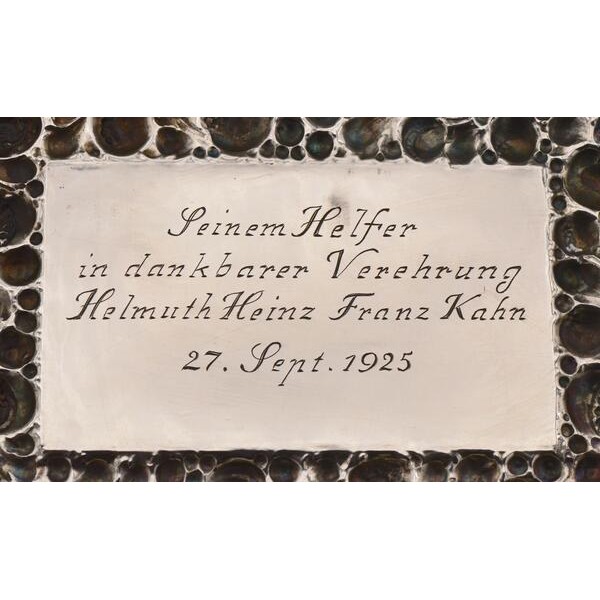 Seinem Helfer
in dankbarer Verehrung
Helmuth Heinz Franz Kahn
27. Sept. 1925